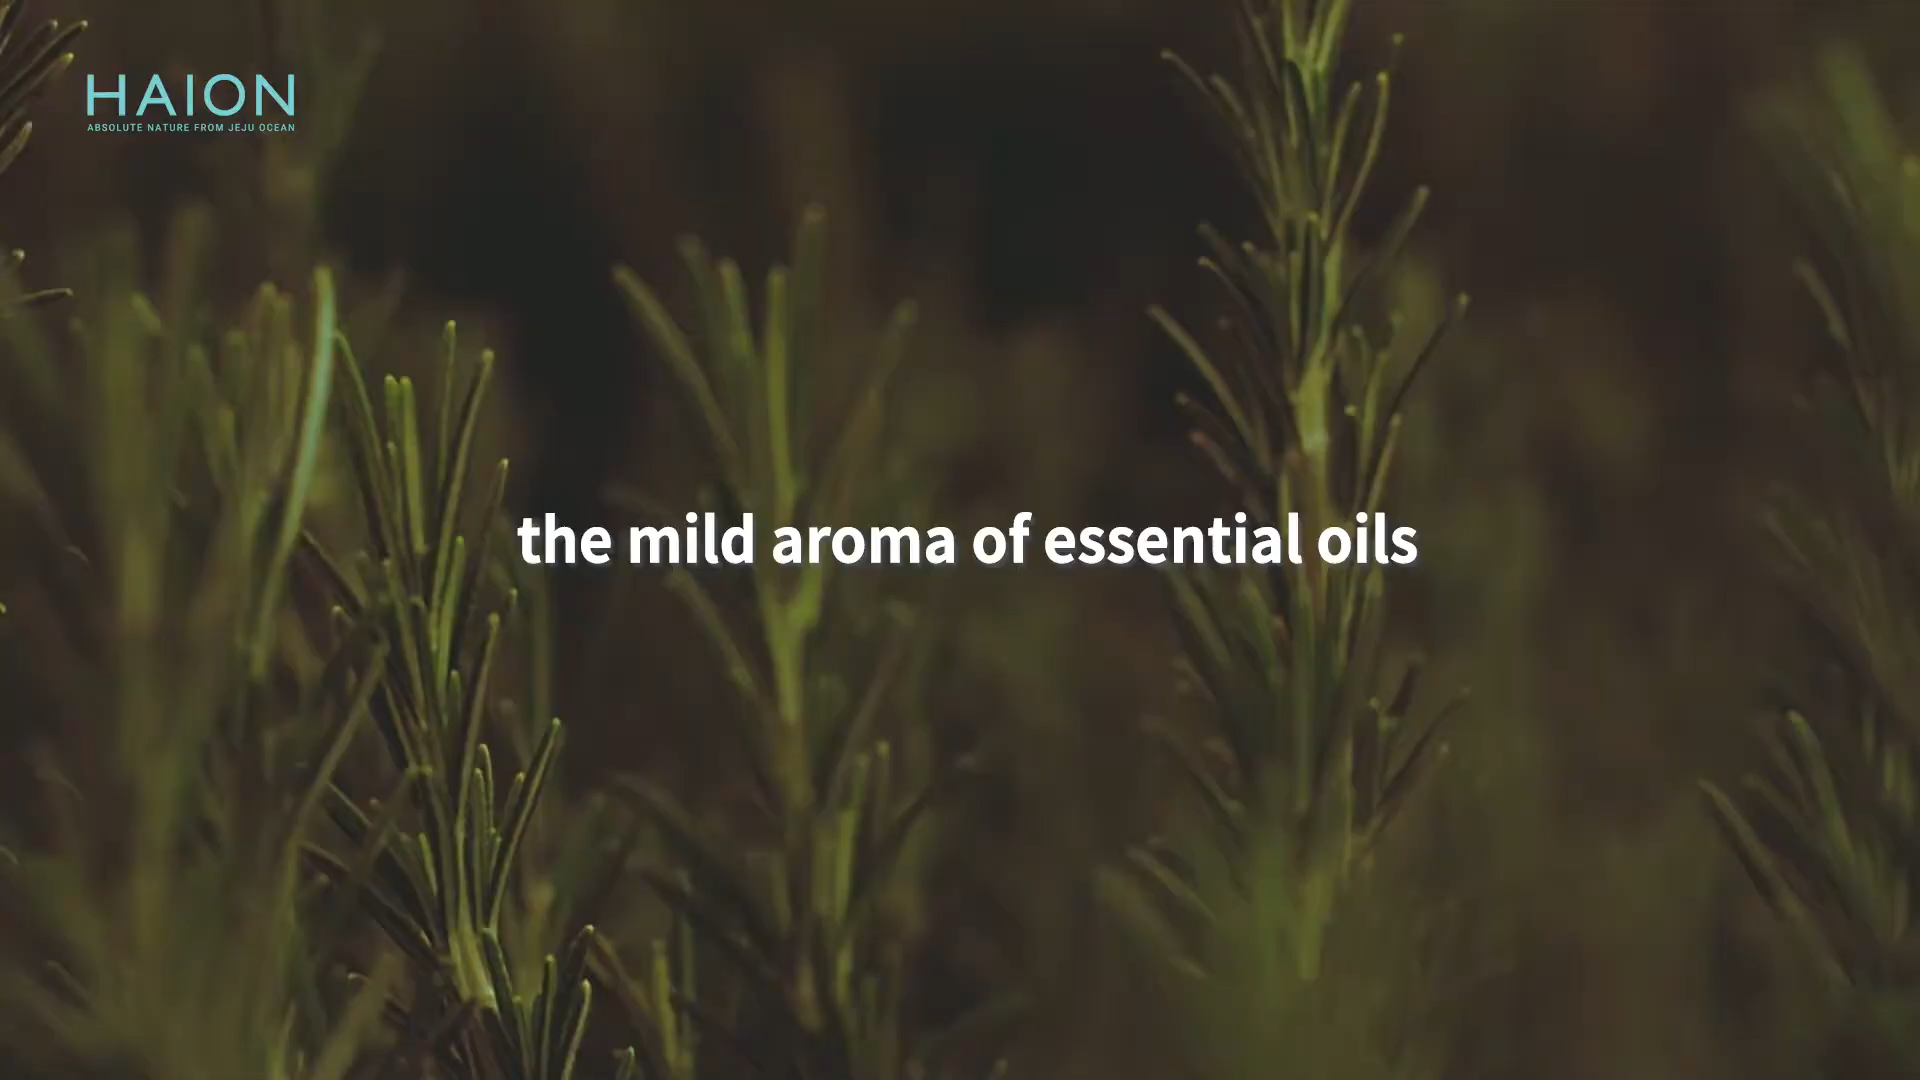 HAION
ABSOLUTE NATURE FROM JEJU OCEAN
the mild aroma of essential oils